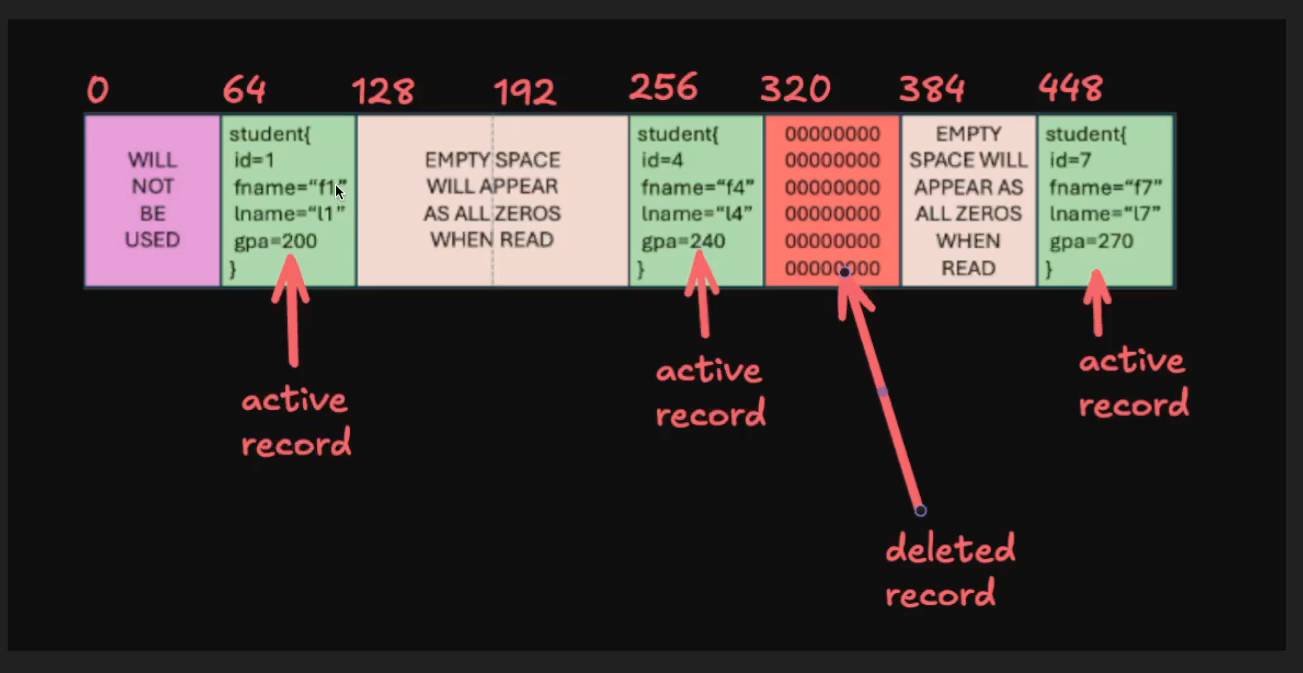 0 64 128 192 256 320 384 448
WILL
NOT
BE
USED
student{
id=1
fname=“f1”
lname=“l1”
gpa=200
}
EMPTY SPACE
WILL APPEAR
AS ALL ZEROS
WHEN READ
student{
id=4
fname=“f4”
lname=“l4”
gpa=240
}
00000000
00000000
00000000
00000000
00000000
00000000
EMPTY
SPACE WILL
APPEAR AS
ALL ZEROS
WHEN
READ
student{
id=7
fname=“f7”
lname=“l7”
gpa=270
}
active
record
active
record
deleted
record
active
record